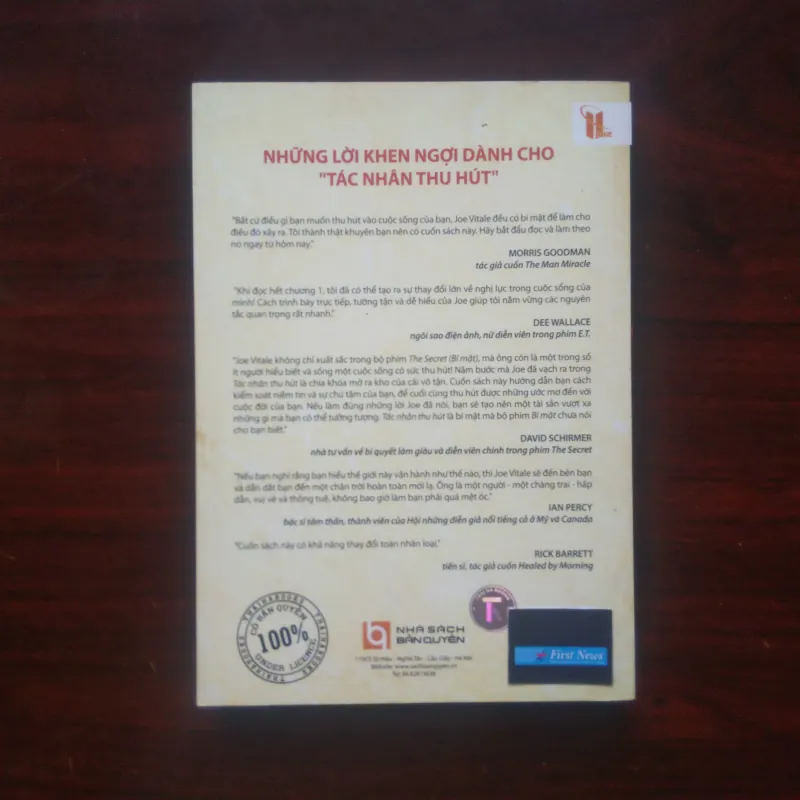 NHỮNG LỜI KHEN NGỢI DÀNH CHO
"TÁC NHÂN THU HÚT"
"Bất cứ điều gì bạn muốn thu hút vào cuộc sống của bạn, Joe Vitale đều có bí mật để làm cho
điều đó xảy ra. Tôi thành thật khuyên bạn nên có cuốn sách này. Hãy bắt đầu đọc và làm theo
nó ngay từ hôm nay."
MORRIS GOODMAN
tác giả cuốn The Man Miracle
"Khi đọc hết chương 1, tôi đã có thể tạo ra sự thay đổi lớn về nghị lực trong cuộc sống của
mình! Cách trình bày trực tiếp, tường tận và dễ hiểu của Joe giúp tôi nắm vững các nguyên
tắc quan trọng rất nhanh."
DEE WALLACE
ngôi sao điện ảnh, nữ diễn viên trong phim E.T.
"Joe Vitale không chỉ xuất sắc trong bộ phim The Secret (Bí mật), mà ông còn là một trong số
ít người hiểu biết và sống một cuộc sống có sức thu hút! Năm bước mà Joe đã vạch ra trong
Tác nhân thu hút là chìa khóa mở ra kho của cải vô tận. Cuốn sách này hướng dẫn bạn cách
kiểm soát niềm tin và sự chú tâm của bạn, để cuối cùng thu hút được những ước mơ đến với
cuộc đời của bạn. Nếu làm đúng những lời Joe đã nói, bạn sẽ tạo nên một tài sản vượt xa
những gì mà bạn có thể tưởng tượng. Tác nhân thu hút là bí mật mà bộ phim Bí mật chưa nói
cho bạn biết."
DAVID SCHIRMER
nhà tư vấn về bí quyết làm giàu và diễn viên chính trong phim The Secret
"Nếu bạn nghĩ rằng bạn hiểu thế giới này vận hành như thế nào, thì Joe Vitale sẽ đến bên bạn
và dẫn dắt bạn đến một chân trời hoàn toàn mới lạ. Ông là một người - một chàng trai - hấp
dẫn, vui vẻ và thông tuệ, không bao giờ làm bạn phải quá mệt óc."
IAN PERCY
bác sĩ tâm thần, thành viên của Hội những diễn giả nổi tiếng cả ở Mỹ và Canada
"Cuốn sách này có khả năng thay đổi toàn nhân loại."
RICK BARRETT
tiến sĩ, tác giả cuốn Healed by Morning
THAIHABOOKS
CÓ BẢN QUYỀN
100%
UNDER LICENCE
THAIHABOOKS
NHÀ SÁCH
BẢN QUYỀN
First News